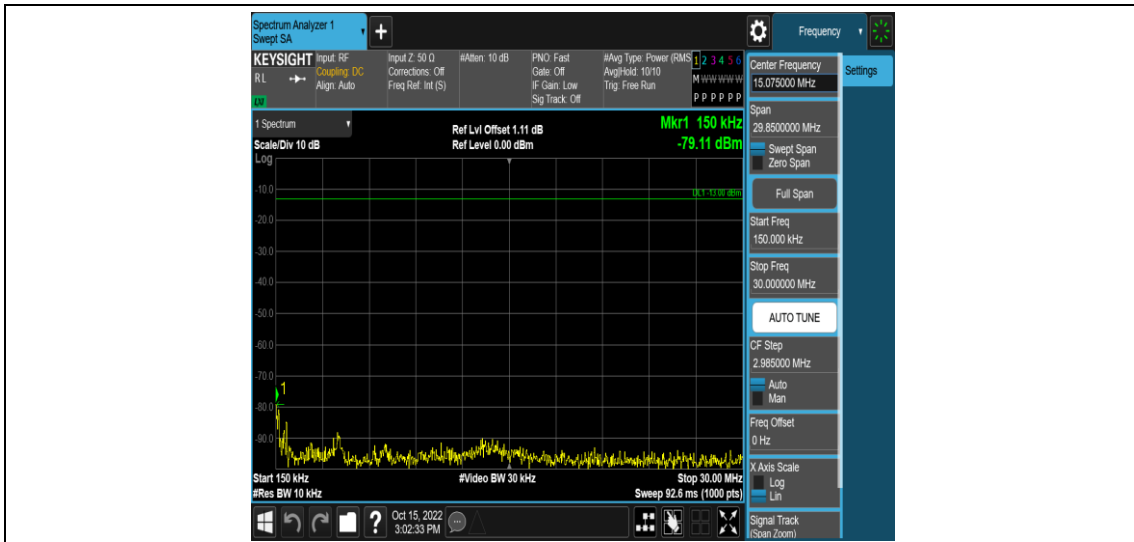 Spectrum Analyzer 1
Swept SA
+
Frequency
KEYSIGHT
RL
LXI
Input: RF
Coupling: DC
Align: Auto
Input Z: 50 Ω
Corrections: Off
Freq Ref: Int (S)
#Atten: 10 dB
PNO: Fast
Gate: Off
IF Gain: Low
Sig Track: Off
#Avg Type: Power (RMS
Avg|Hold: 10/10
Trig: Free Run
1 2 3 4 5 6
M W W W W W
P P P P P P
1 Spectrum
Scale/Div 10 dB
Ref Lvl Offset 1.11 dB
Ref Level 0.00 dBm
Mkr1 150 kHz
-79.11 dBm
Log
DL1 -13.00 dBm
-10.0
-20.0
-30.0
-40.0
-50.0
-60.0
-70.0
1
-80.0
-90.0
Start 150 kHz
#Video BW 30 kHz
Stop 30.00 MHz
#Res BW 10 kHz
Sweep 92.6 ms (1000 pts)
?
Oct 15, 2022
3:02:33 PM
Center Frequency
15.075000 MHz
Settings
Span
29.8500000 MHz
Swept Span
Zero Span
Full Span
Start Freq
150.000 kHz
Stop Freq
30.000000 MHz
AUTO TUNE
CF Step
2.985000 MHz
Auto
Man
Freq Offset
0 Hz
X Axis Scale
Log
Lin
Signal Track
(Span Zoom)